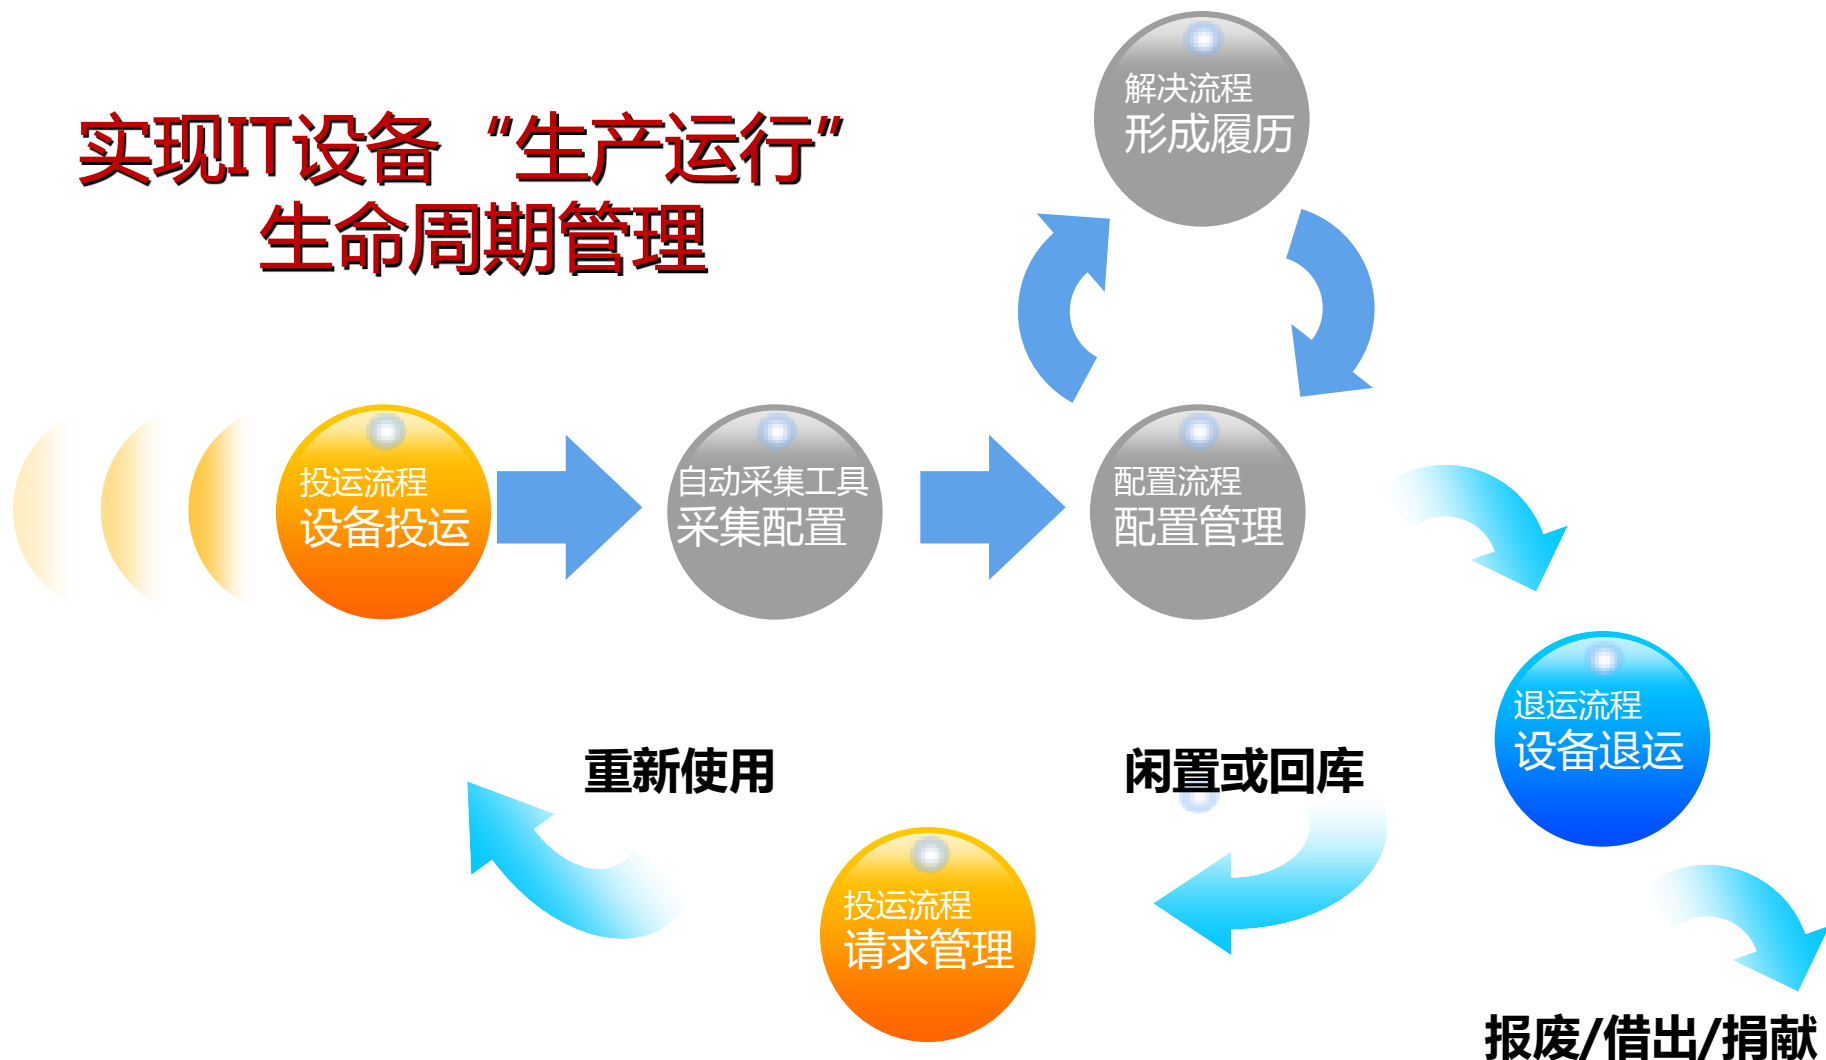 实现IT设备“生产运行”
生命周期管理
解决流程
形成履历
投运流程
设备投运
自动采集工具
采集配置
配置流程
配置管理
退运流程
设备退运
重新使用
闲置或回库
投运流程
请求管理
报废/借出/捐献